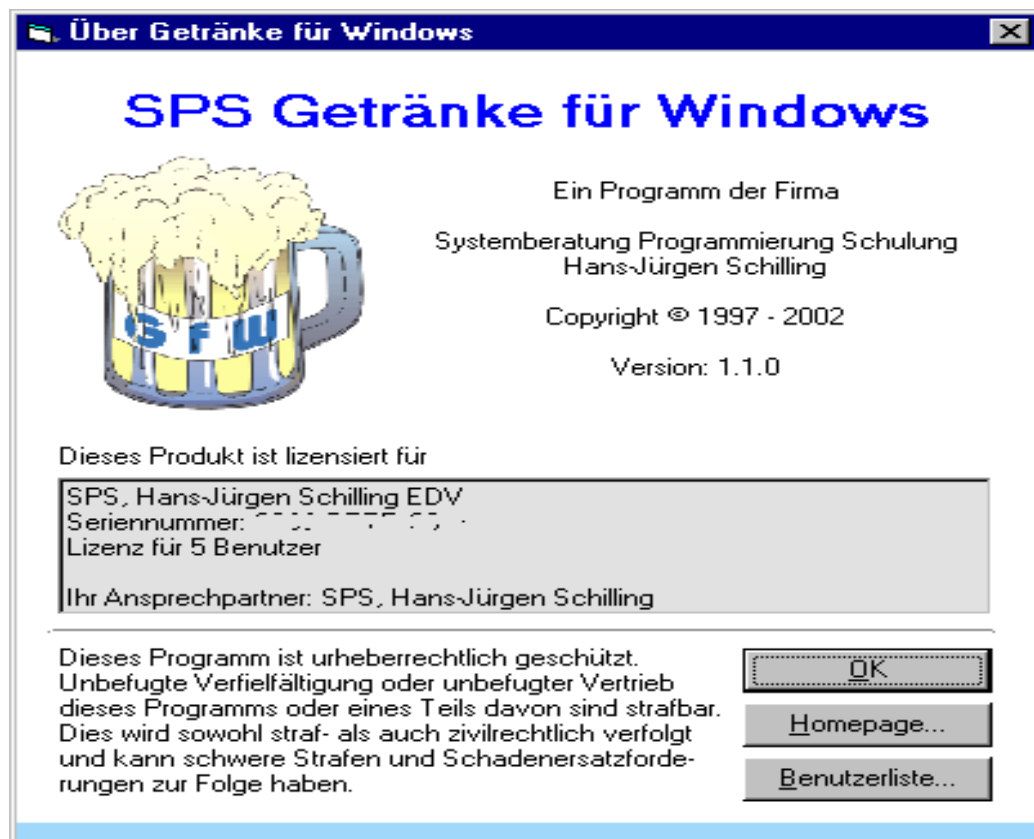 Über Getränke für Windows
SPS Getränke für Windows
Ein Programm der Firma
Systemberatung Programmierung Schulung
Hans-Jürgen Schilling
Copyright © 1997 - 2002
Version: 1.1.0
G f W
Dieses Produkt ist lizensiert für
SPS, Hans-Jürgen Schilling EDV
Seriennummer:
Lizenz für 5 Benutzer
Ihr Ansprechpartner: SPS, Hans-Jürgen Schilling
Dieses Programm ist urheberrechtlich geschützt.
Unbefugte Verfielfältigung oder unbefugter Vertrieb
dieses Programms oder eines Teils davon sind strafbar.
Dies wird sowohl straf- als auch zivilrechtlich verfolgt
und kann schwere Strafen und Schadenersatzforde-
rungen zur Folge haben.
OK
Homepage...
Benutzerliste...